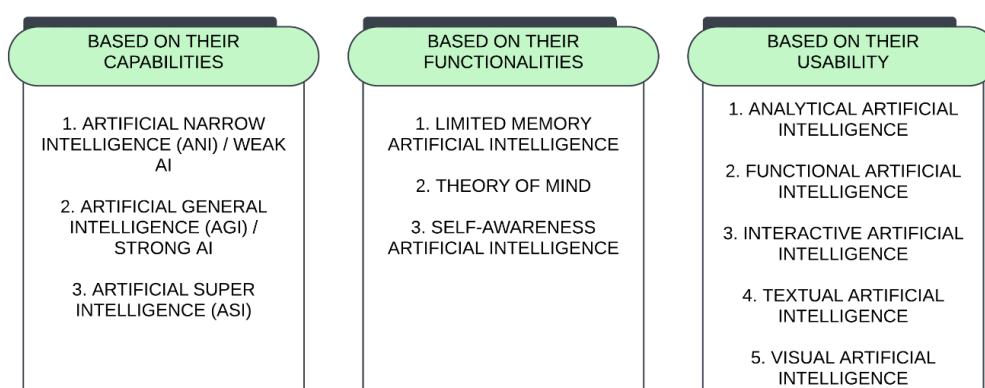 BASED ON THEIR
CAPABILITIES
1. ARTIFICIAL NARROW
INTELLIGENCE (ANI) / WEAK
AI
2. ARTIFICIAL GENERAL
INTELLIGENCE (AGI) /
STRONG AI
3. ARTIFICIAL SUPER
INTELLIGENCE (ASI)
BASED ON THEIR
FUNCTIONALITIES
1. LIMITED MEMORY
ARTIFICIAL INTELLIGENCE
2. THEORY OF MIND
3. SELF-AWARENESS
ARTIFICIAL INTELLIGENCE
BASED ON THEIR
USABILITY
1. ANALYTICAL ARTIFICIAL
INTELLIGENCE
2. FUNCTIONAL ARTIFICIAL
INTELLIGENCE
3. INTERACTIVE ARTIFICIAL
INTELLIGENCE
4. TEXTUAL ARTIFICIAL
INTELLIGENCE
5. VISUAL ARTIFICIAL
INTELLIGENCE